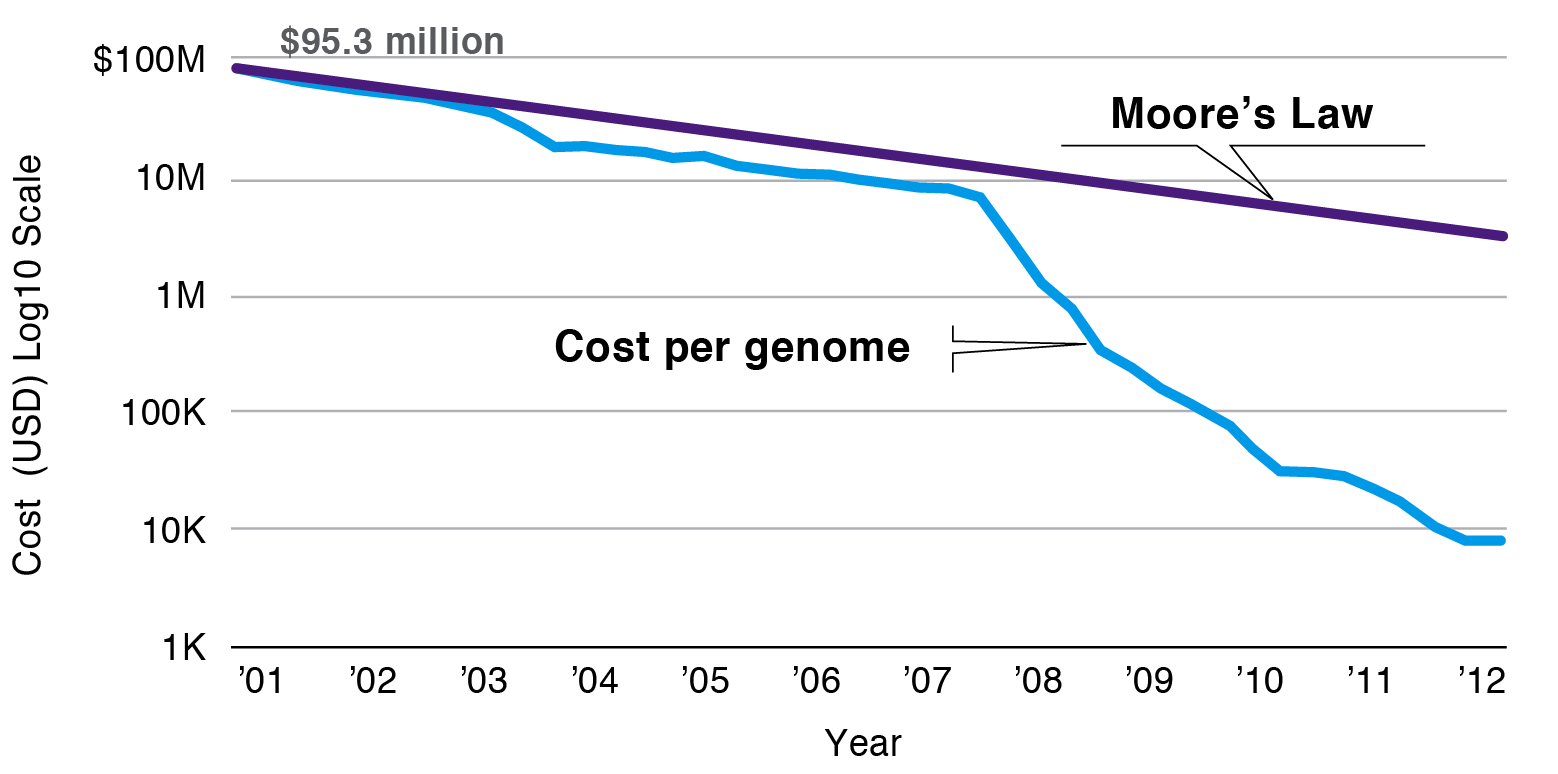 $95.3 million
$100M
Moore’s Law
10M
1M
Cost per genome
100K
10K
1K
Cost (USD) Log10 Scale
’01 ’02 ’03 ’04 ’05 ’06 ’07 ’08 ’09 ’10 ’11 ’12
Year